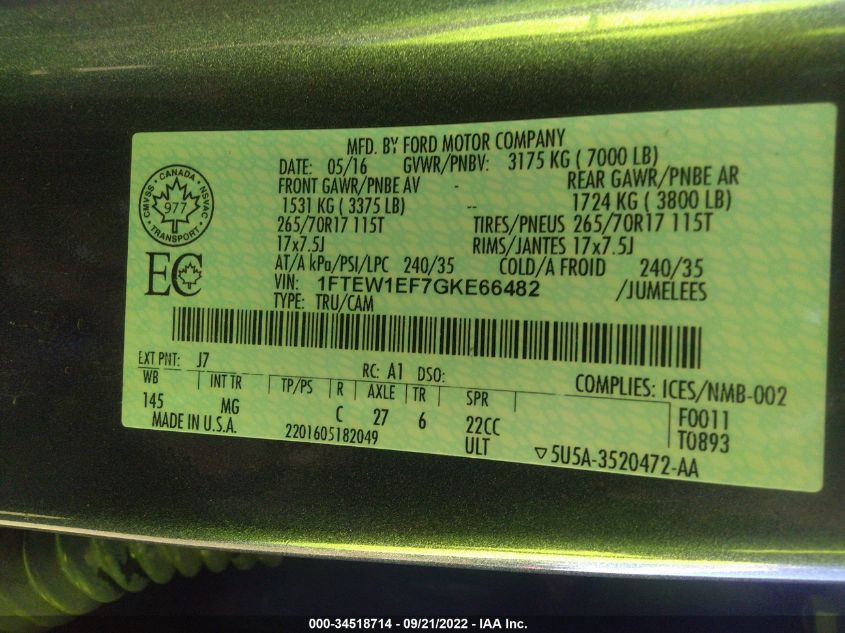 MFD. BY FORD MOTOR COMPANY
DATE: 05/16 GVWR/PNBV: 3175 KG ( 7000 LB)
FRONT GAWR/PNBE AV - REAR GAWR/PNBE AR
1531 KG ( 3375 LB) -- 1724 KG ( 3800 LB)
265/70R17 115T TIRES/PNEUS 265/70R17 115T
17x7.5J RIMS/JANTES 17x7.5J
AT/A kPa/PSI/LPC 240/35 COLD/A FROID 240/35
VIN: 1FTEW1EF7GKE66482 /JUMELEES
TYPE: TRU/CAM
CMVSS • CANADA • NSVAC
977
TRANSPORT
EC
EXT PNT: J7 RC: A1 DSO:
WB INT TR TP/PS R AXLE TR SPR COMPLIES: ICES/NMB-002
145 MG C 27 6 22CC F0011
MADE IN U.S.A. 2201605182049 ULT T0893
▽5U5A-3520472-AA
000-34518714 - 09/21/2022 - IAA Inc.